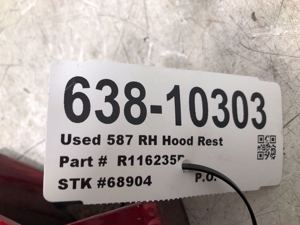 638-10303
Used 587 RH Hood Rest
Part # R116235
STK #68904 P.O.